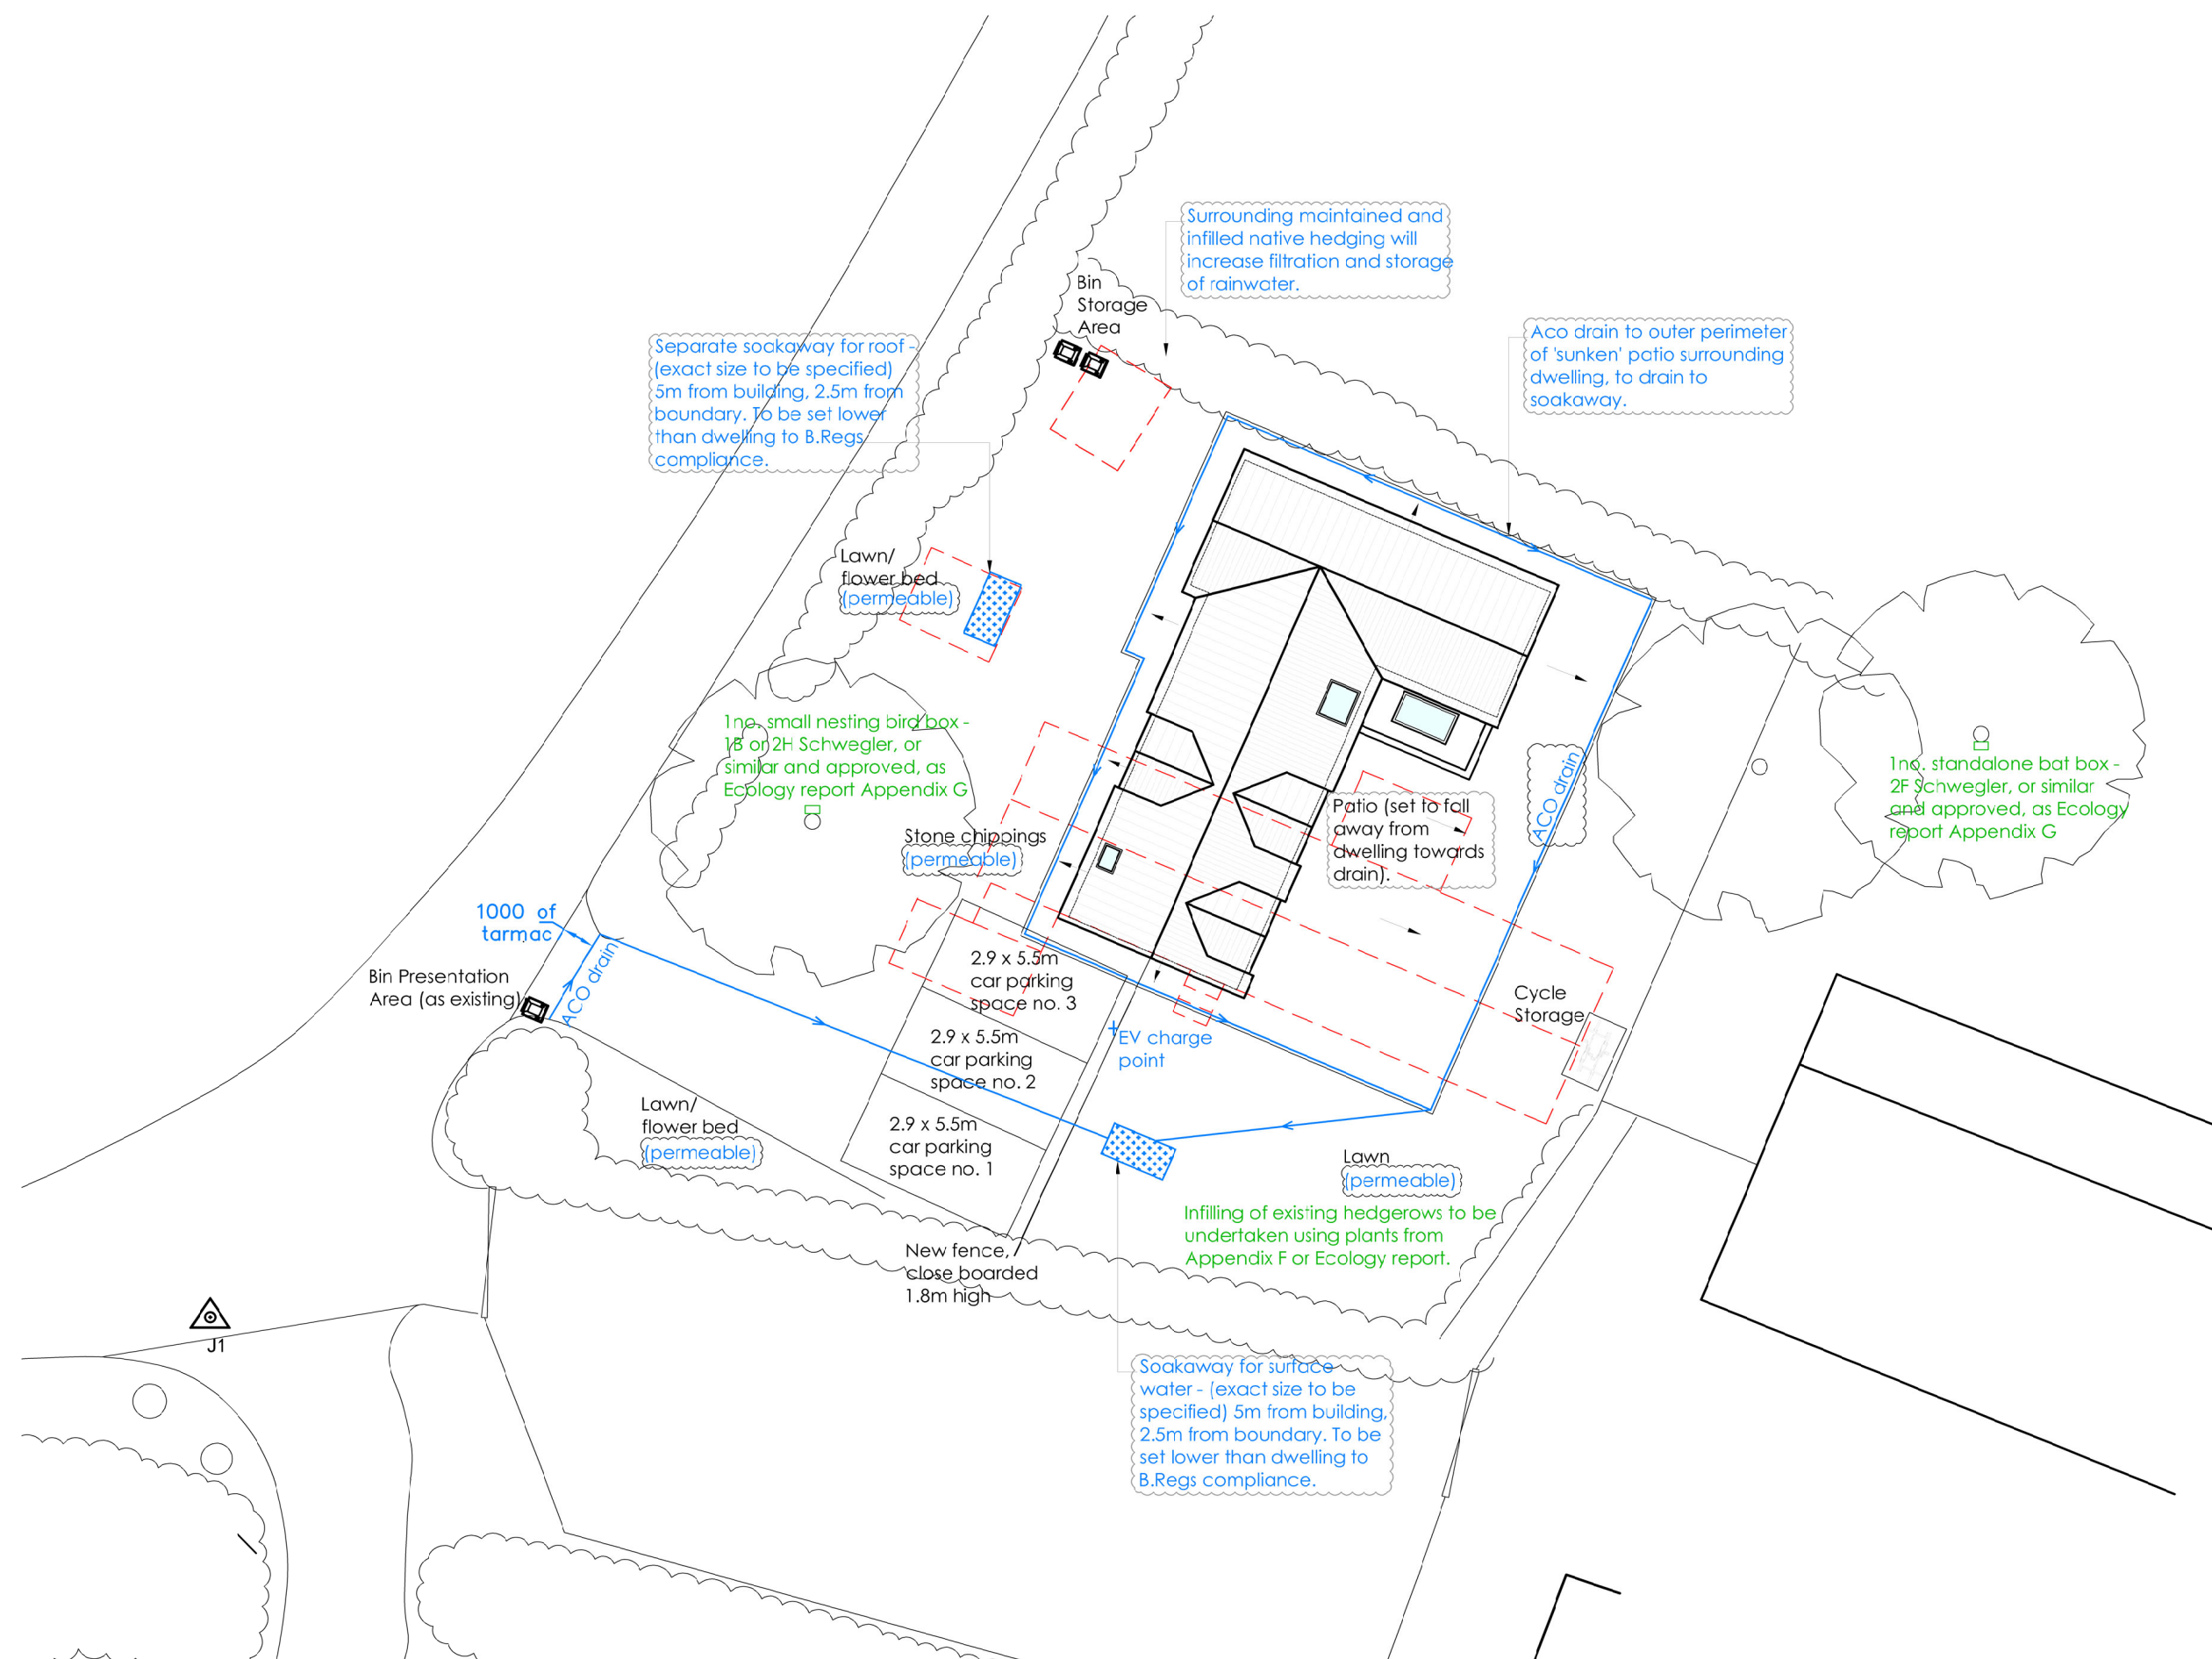 Surrounding maintained and
infilled native hedging will
increase filtration and storage
of rainwater.
Bin
Storage
Area
Aco drain to outer perimeter
of 'sunken' patio surrounding
dwelling, to drain to
soakaway.
Separate soakaway for roof -
(exact size to be specified)
5m from building, 2.5m from
boundary. To be set lower
than dwelling to B.Regs
compliance.
Lawn/
flower bed
(permeable)
1no. small nesting bird box -
1B or 2H Schwegler, or
similar and approved, as
Ecology report Appendix G
1no. standalone bat box -
2F Schwegler, or similar
and approved, as Ecology
report Appendix G
ACO drain
Patio (set to fall
away from
dwelling towards
drain).
Stone chippings
(permeable)
1000 of
tarmac
Bin Presentation
Area (as existing)
ACO drain
2.9 x 5.5m
car parking
space no. 3
2.9 x 5.5m
car parking
space no. 2
2.9 x 5.5m
car parking
space no. 1
EV charge
point
Cycle
Storage
Lawn/
flower bed
(permeable)
Lawn
(permeable)
Infilling of existing hedgerows to be
undertaken using plants from
Appendix F or Ecology report.
New fence,
close boarded
1.8m high
J1
Soakaway for surface
water - (exact size to be
specified) 5m from building,
2.5m from boundary. To be
set lower than dwelling to
B.Regs compliance.